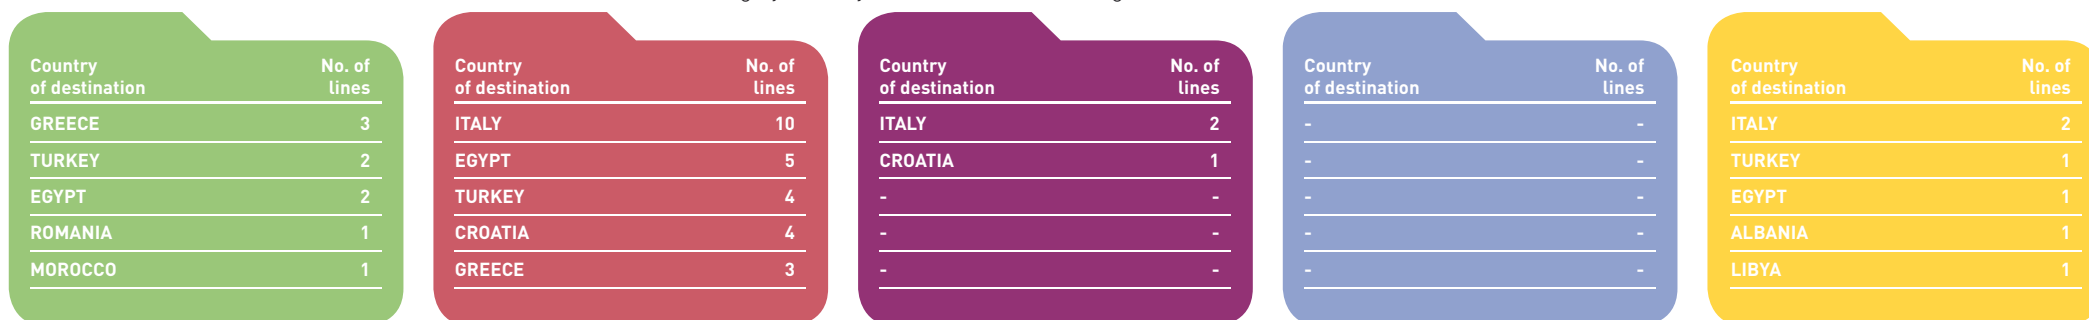 Country No. of
of destination lines
GREECE 3
TURKEY 2
EGYPT 2
ROMANIA 1
MOROCCO 1
Country No. of
of destination lines
ITALY 10
EGYPT 5
TURKEY 4
CROATIA 4
GREECE 3
Country No. of
of destination lines
ITALY 2
CROATIA 1
- -
- -
- -
Country No. of
of destination lines
- -
- -
- -
- -
- -
Country No. of
of destination lines
ITALY 2
TURKEY 1
EGYPT 1
ALBANIA 1
LIBYA 1